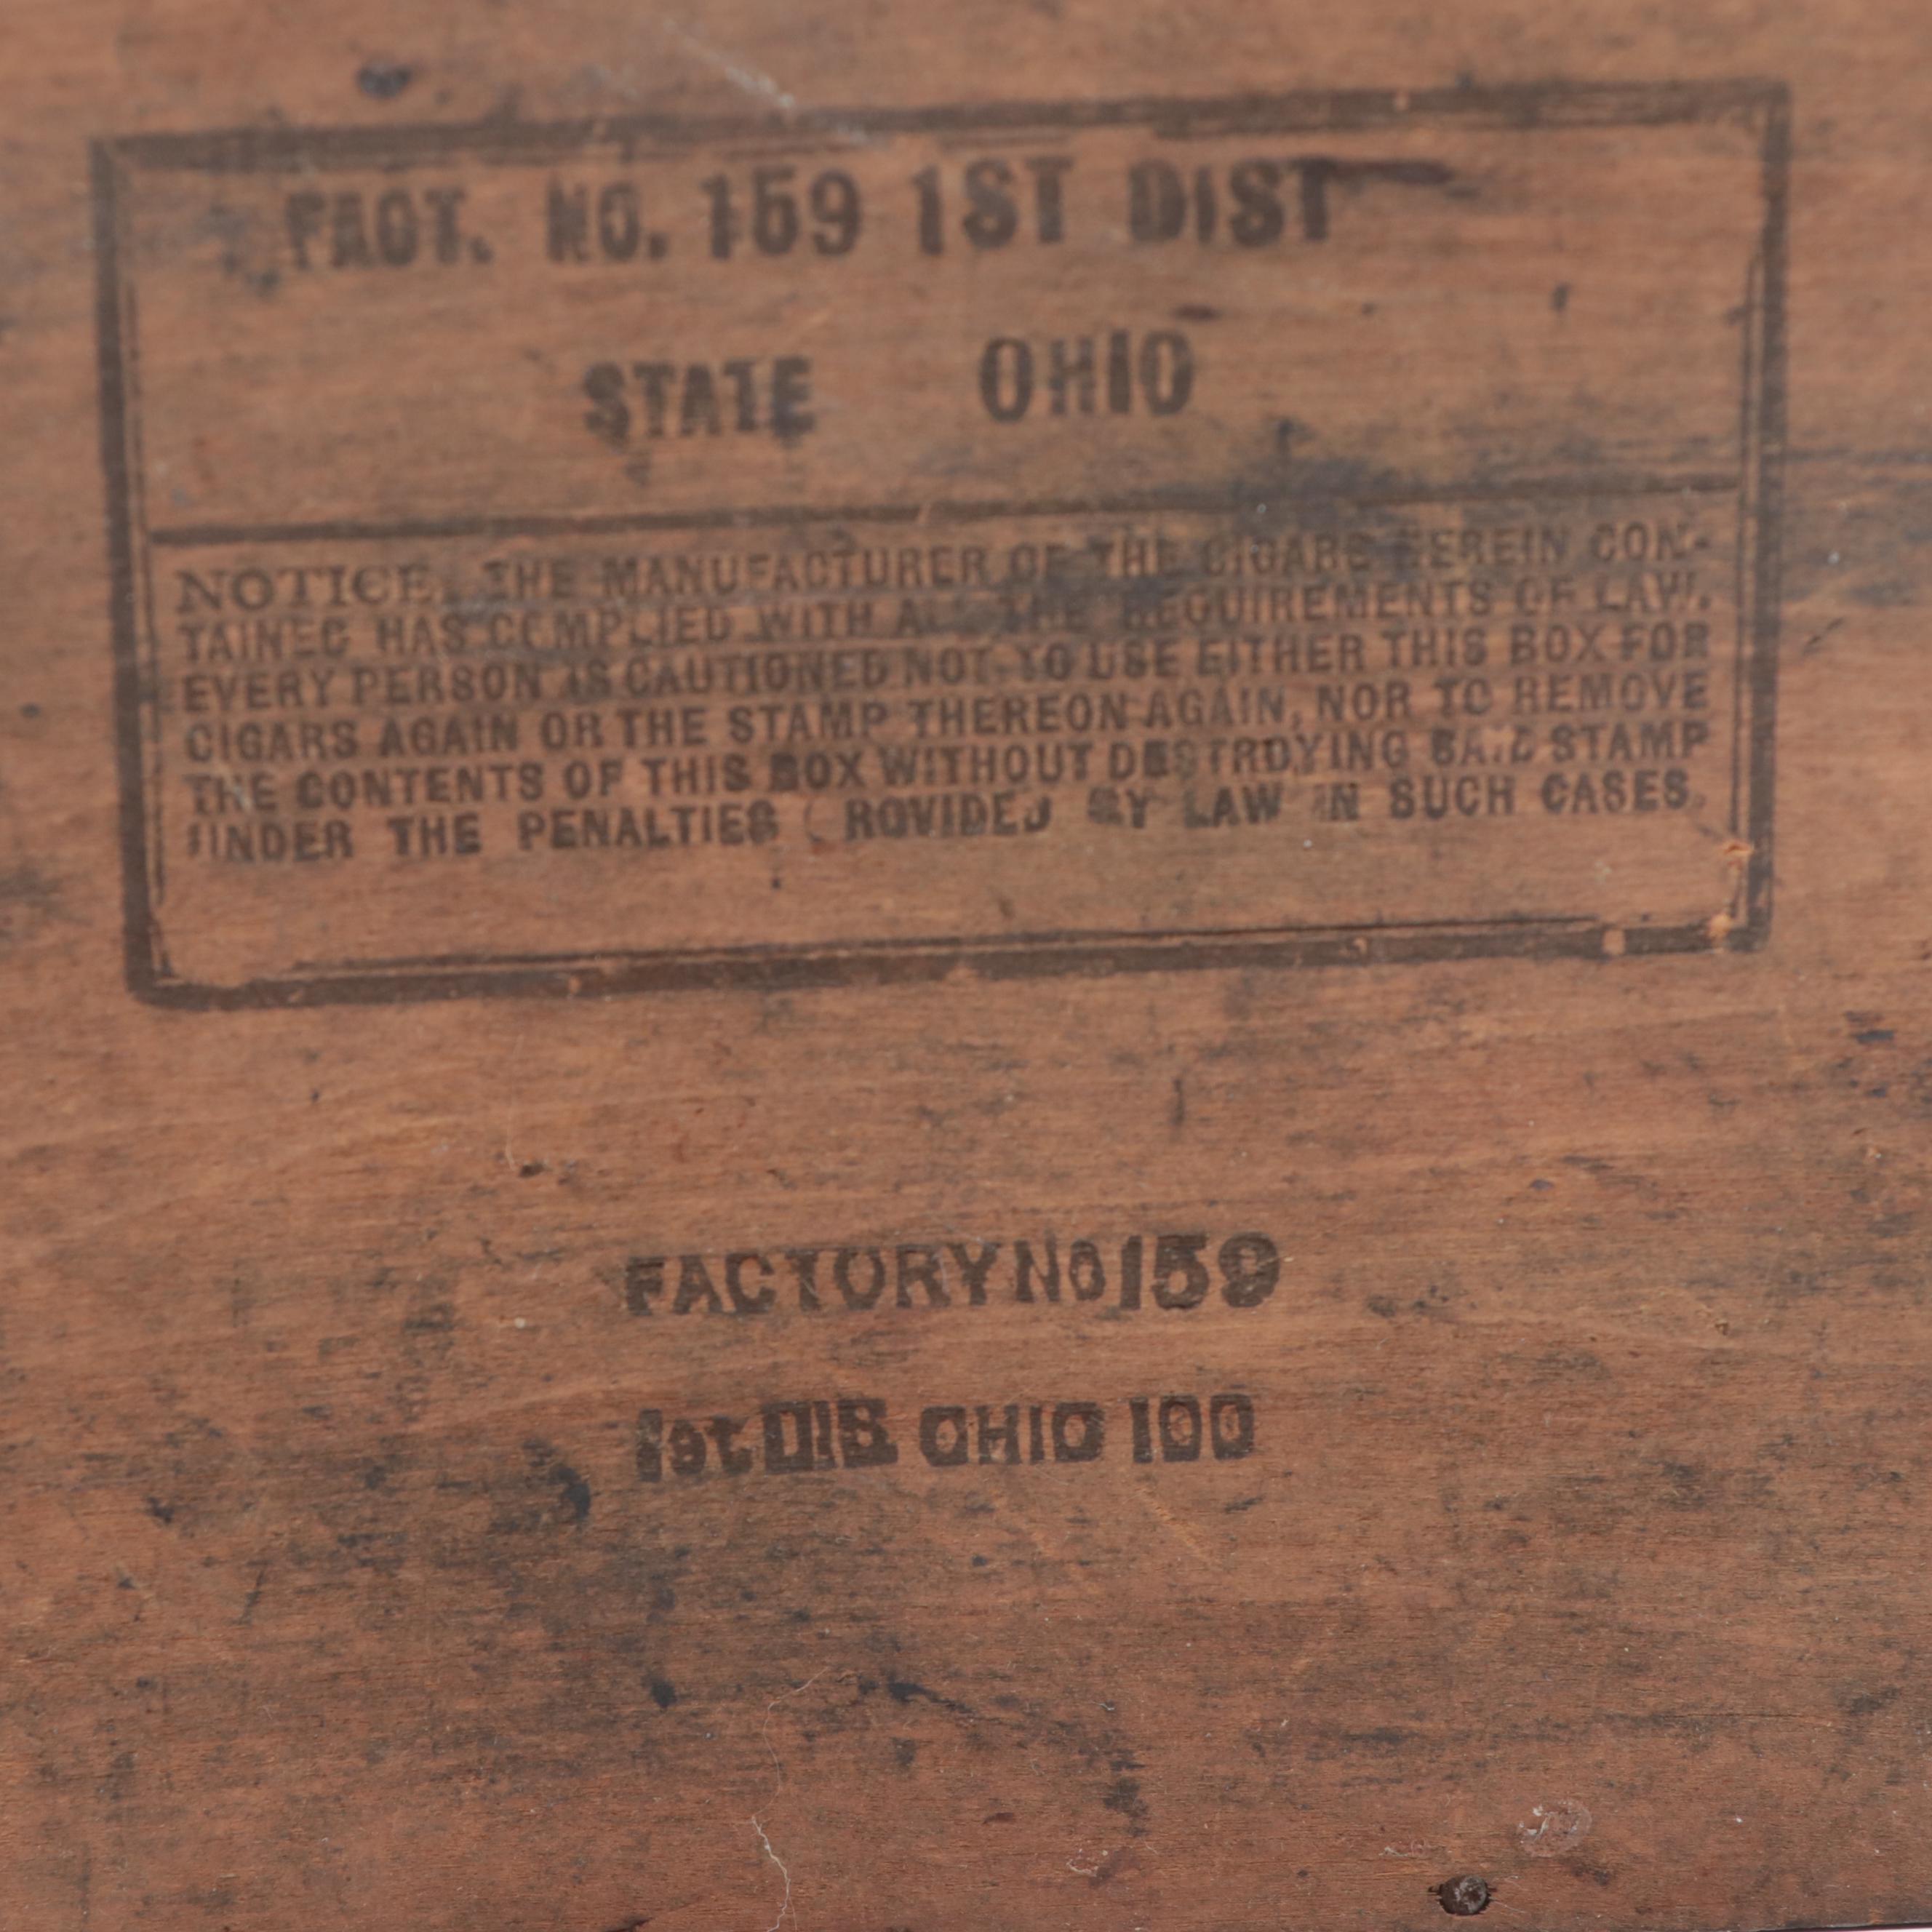 FACT. NO. 159 1ST DIST
STATE OHIO
NOTICE. THE MANUFACTURER OF THE CIGARS HEREIN CON-
TAINED HAS COMPLIED WITH ALL THE REQUIREMENTS OF LAW.
EVERY PERSON IS CAUTIONED NOT TO USE EITHER THIS BOX FOR
CIGARS AGAIN OR THE STAMP THEREON AGAIN, NOR TO REMOVE
THE CONTENTS OF THIS BOX WITHOUT DESTROYING SAID STAMP
UNDER THE PENALTIES PROVIDED BY LAW IN SUCH CASES.
FACTORY No 159
1st. DIS. OHIO 100